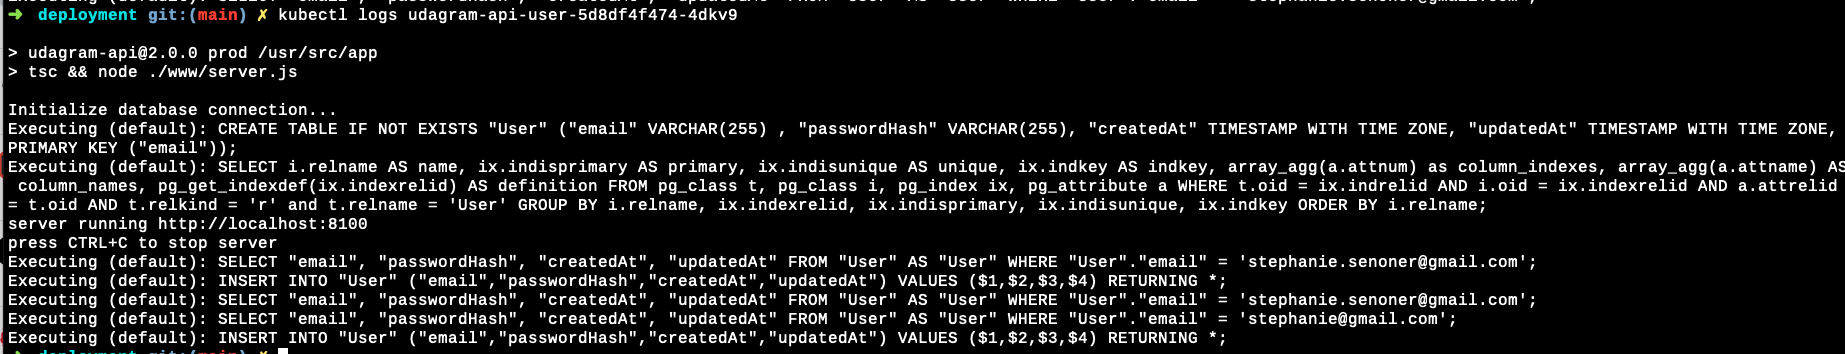 ➜  deployment git:(main) ✗ kubectl logs udagram-api-user-5d8df4f474-4dkv9
> udagram-api@2.0.0 prod /usr/src/app
> tsc && node ./www/server.js
Initialize database connection...
Executing (default): CREATE TABLE IF NOT EXISTS "User" ("email" VARCHAR(255) , "passwordHash" VARCHAR(255), "createdAt" TIMESTAMP WITH TIME ZONE, "updatedAt" TIMESTAMP WITH TIME ZONE,
PRIMARY KEY ("email"));
Executing (default): SELECT i.relname AS name, ix.indisprimary AS primary, ix.indisunique AS unique, ix.indkey AS indkey, array_agg(a.attnum) as column_indexes, array_agg(a.attname) AS
column_names, pg_get_indexdef(ix.indexrelid) AS definition FROM pg_class t, pg_class i, pg_index ix, pg_attribute a WHERE t.oid = ix.indrelid AND i.oid = ix.indexrelid AND a.attrelid
= t.oid AND t.relkind = 'r' and t.relname = 'User' GROUP BY i.relname, ix.indexrelid, ix.indisprimary, ix.indisunique, ix.indkey ORDER BY i.relname;
server running http://localhost:8100
press CTRL+C to stop server
Executing (default): SELECT "email", "passwordHash", "createdAt", "updatedAt" FROM "User" AS "User" WHERE "User"."email" = 'stephanie.senoner@gmail.com';
Executing (default): INSERT INTO "User" ("email","passwordHash","createdAt","updatedAt") VALUES ($1,$2,$3,$4) RETURNING *;
Executing (default): SELECT "email", "passwordHash", "createdAt", "updatedAt" FROM "User" AS "User" WHERE "User"."email" = 'stephanie.senoner@gmail.com';
Executing (default): SELECT "email", "passwordHash", "createdAt", "updatedAt" FROM "User" AS "User" WHERE "User"."email" = 'stephanie@gmail.com';
Executing (default): INSERT INTO "User" ("email","passwordHash","createdAt","updatedAt") VALUES ($1,$2,$3,$4) RETURNING *;